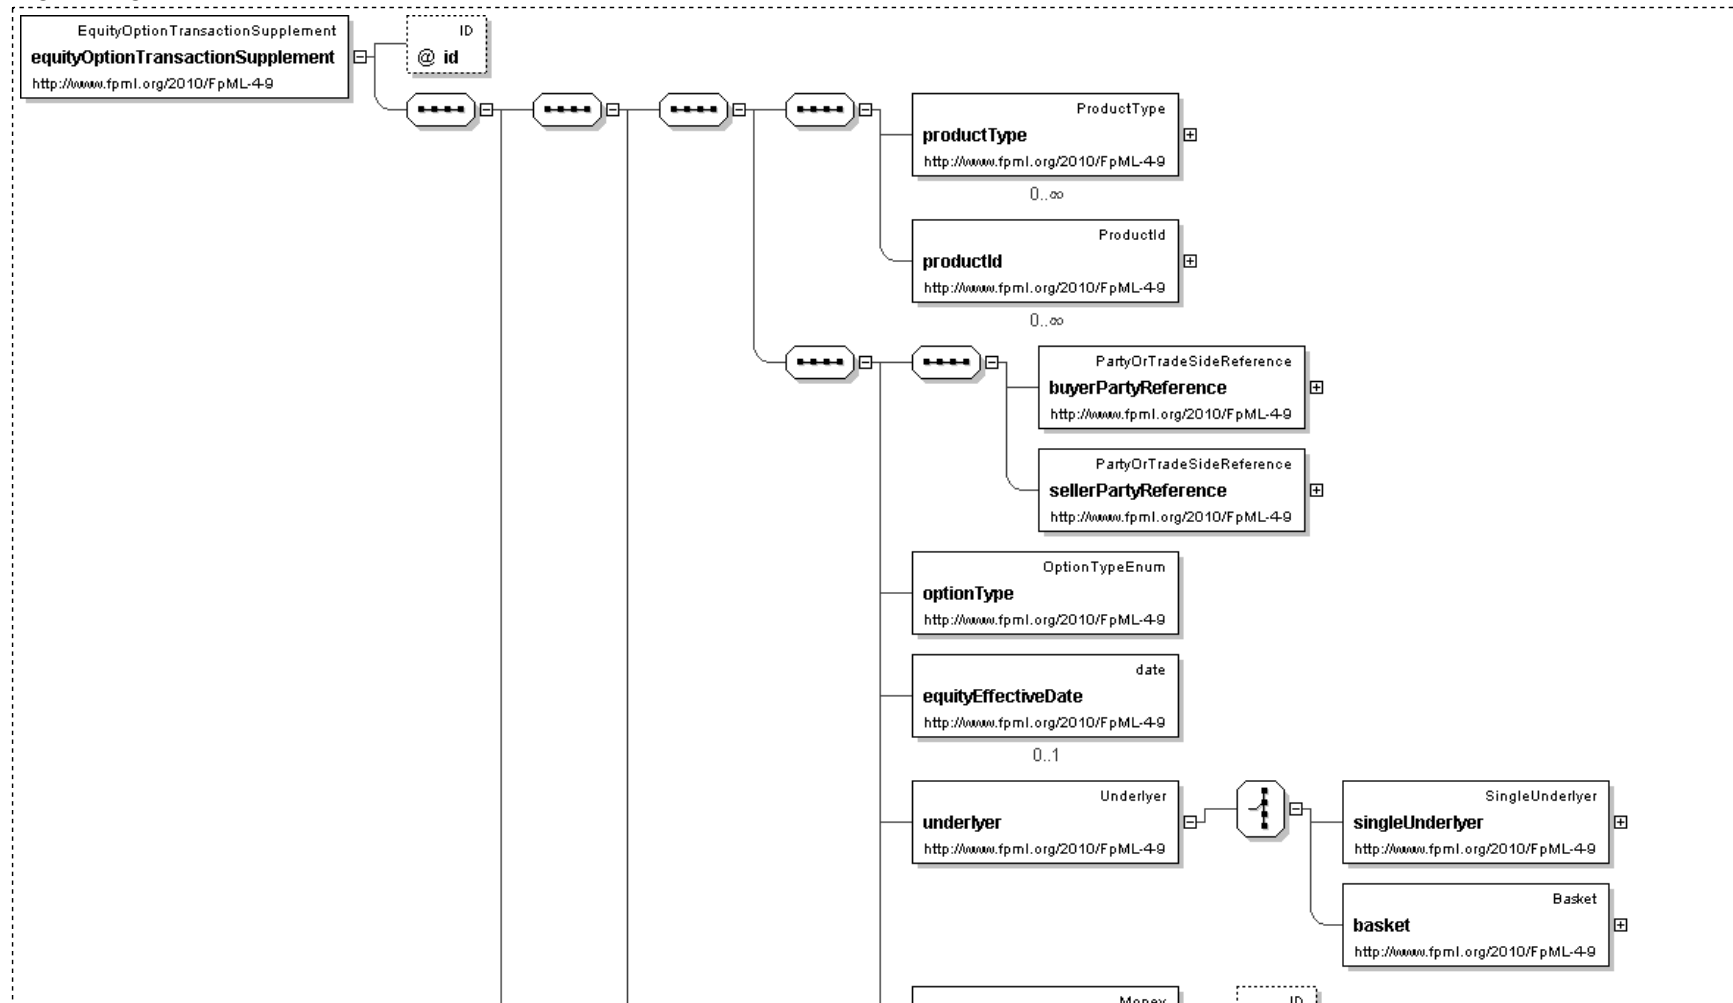 EquityOptionTransactionSupplement
equityOptionTransactionSupplement
http://www.fpml.org/2010/FpML-4-9
ID
@ id
ProductType
productType
http://www.fpml.org/2010/FpML-4-9
0..∞
ProductId
productId
http://www.fpml.org/2010/FpML-4-9
0..∞
PartyOrTradeSideReference
buyerPartyReference
http://www.fpml.org/2010/FpML-4-9
PartyOrTradeSideReference
sellerPartyReference
http://www.fpml.org/2010/FpML-4-9
OptionTypeEnum
optionType
http://www.fpml.org/2010/FpML-4-9
date
equityEffectiveDate
http://www.fpml.org/2010/FpML-4-9
0..1
Underlyer
underlyer
http://www.fpml.org/2010/FpML-4-9
SingleUnderlyer
singleUnderlyer
http://www.fpml.org/2010/FpML-4-9
Basket
basket
http://www.fpml.org/2010/FpML-4-9
Money
ID